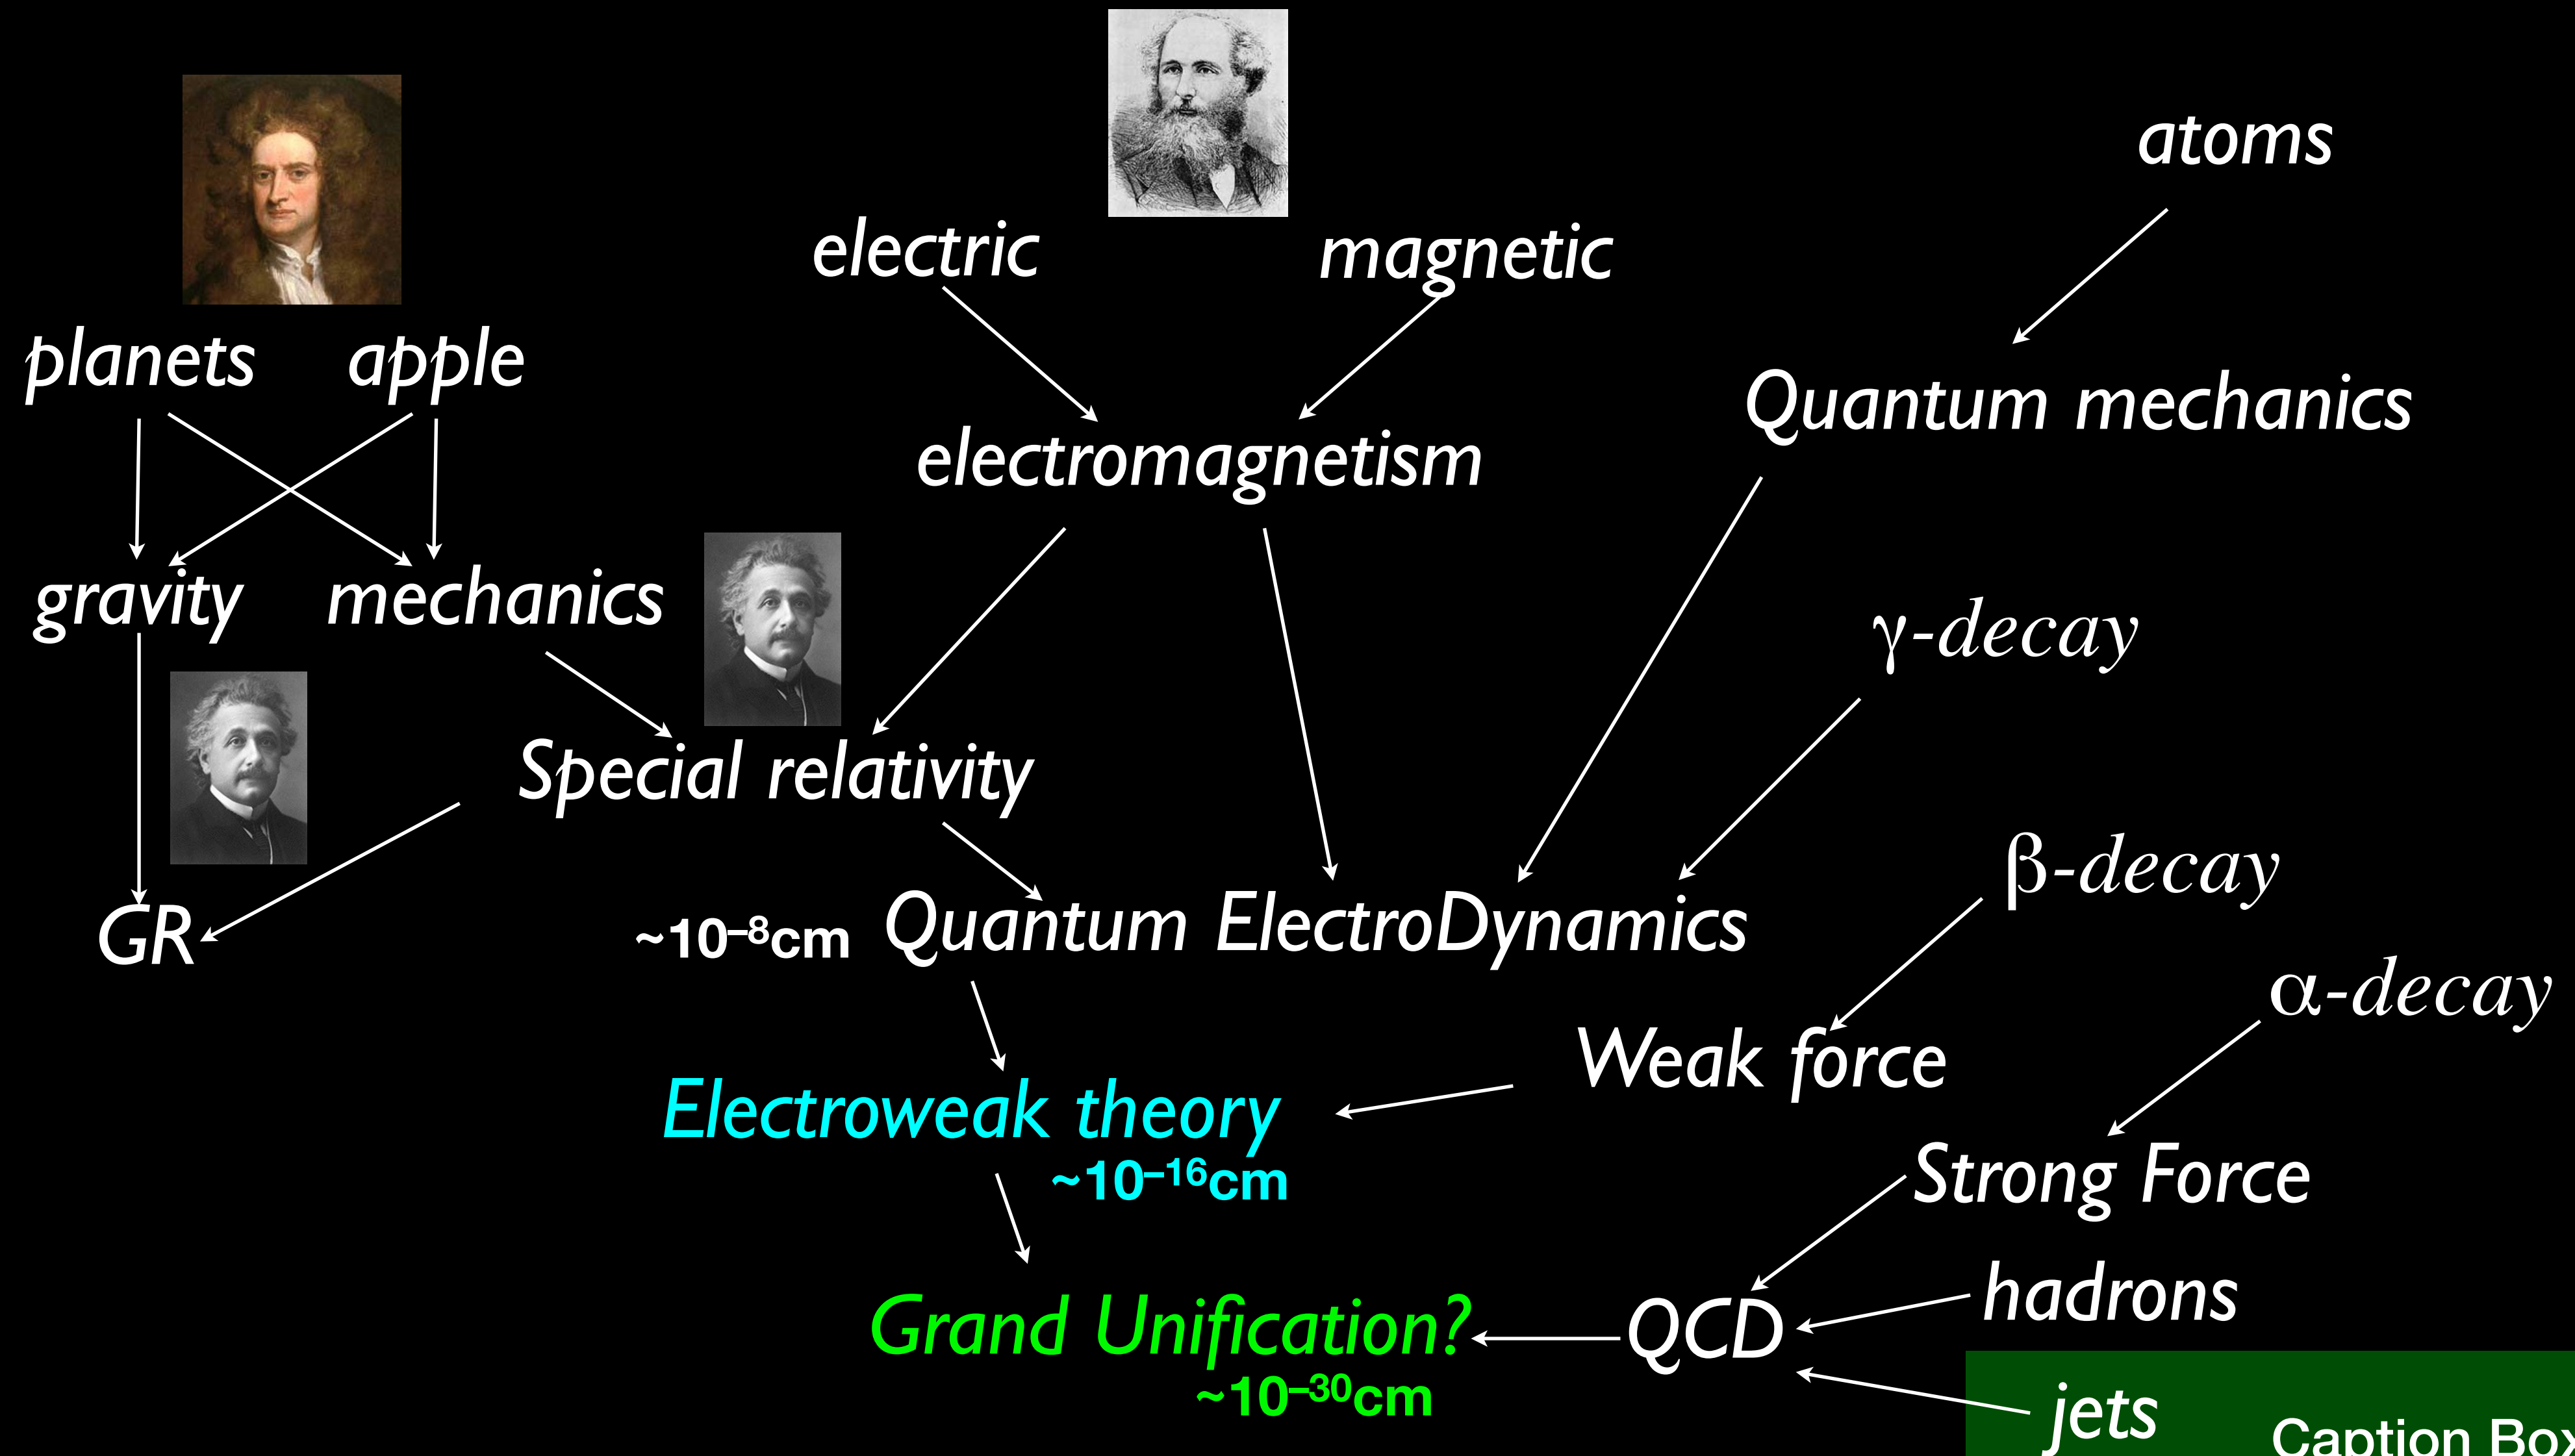 atoms
electric magnetic
planets apple
Quantum mechanics
electromagnetism
gravity mechanics
γ-decay
Special relativity
β-decay
GR
~10⁻⁸cm Quantum ElectroDynamics
α-decay
Weak force
Electroweak theory
~10⁻¹⁶cm
Strong Force
hadrons
Grand Unification?
QCD
~10⁻³⁰cm
jets
Caption Box